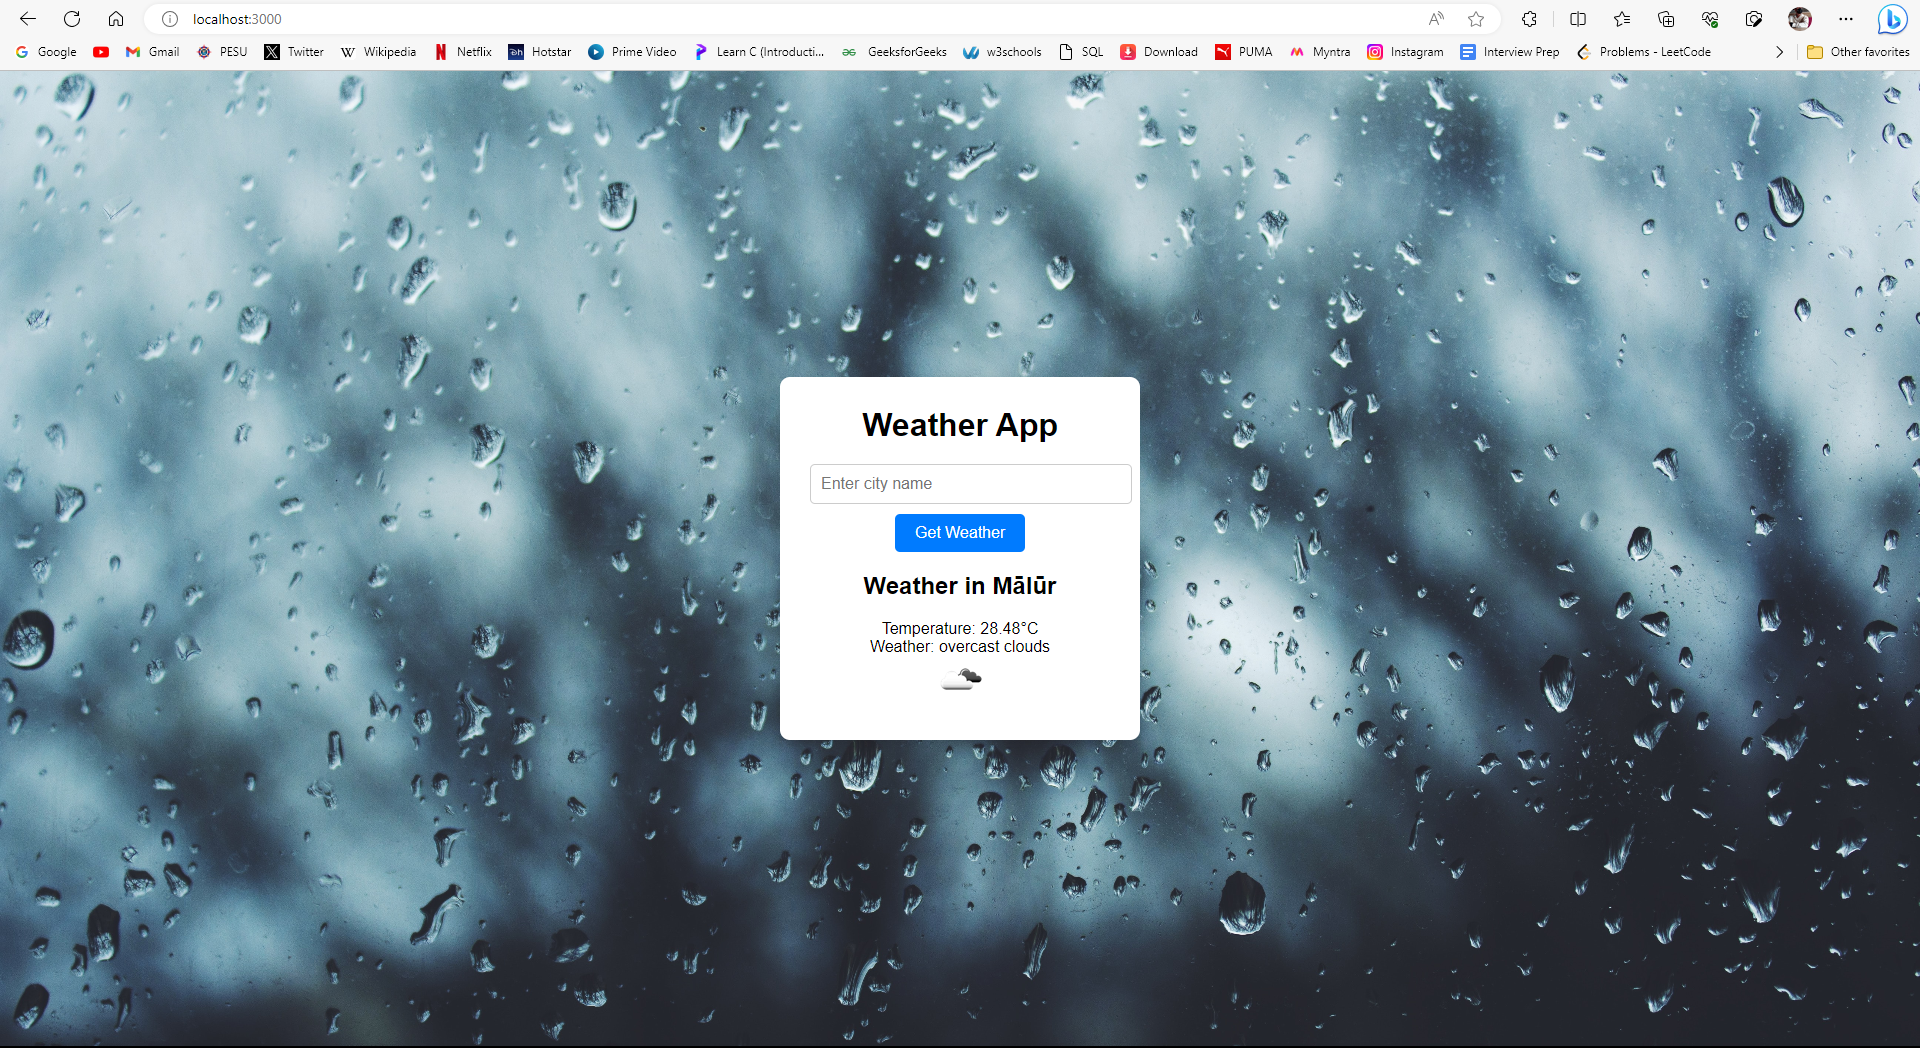 localhost:3000
Google Gmail PESU Twitter Wikipedia Netflix Hotstar Prime Video Learn C (Introducti... GeeksforGeeks w3schools SQL Download PUMA Myntra Instagram Interview Prep Problems - LeetCode Other favorites
Weather App
Enter city name
Get Weather
Weather in Mālūr
Temperature: 28.48°C
Weather: overcast clouds